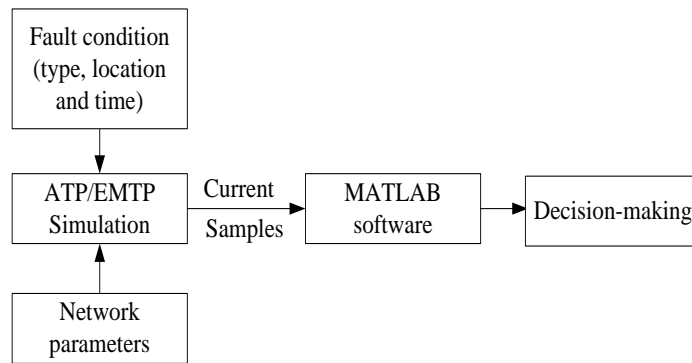 Fault condition
(type, location
and time)
ATP/EMTP
Simulation
Current
Samples
MATLAB
software
Decision-making
Network
parameters